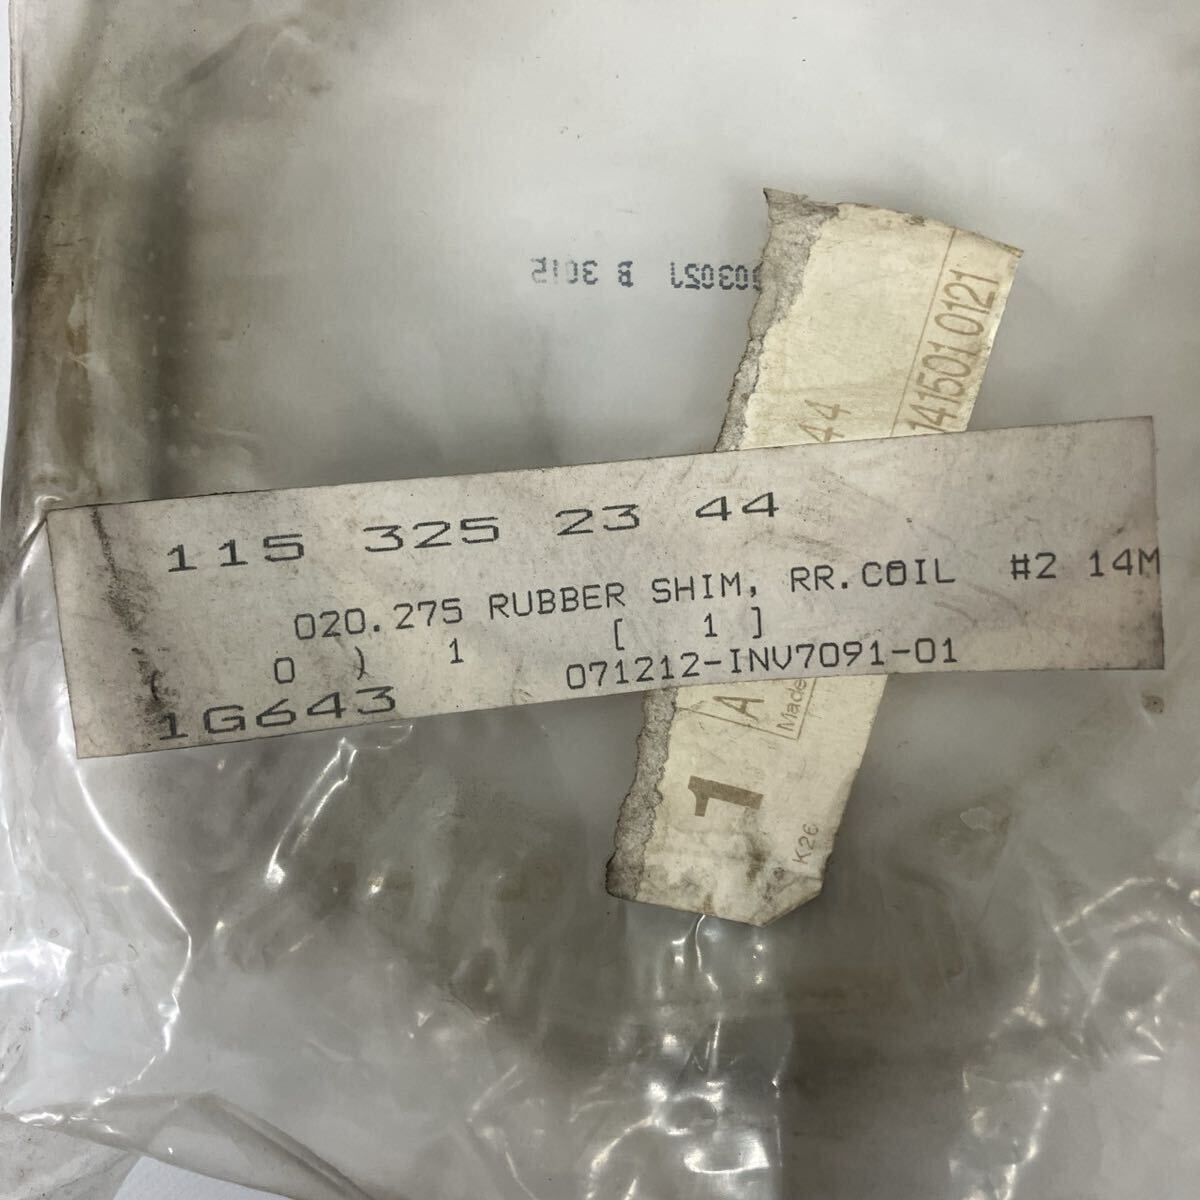 115 325 23 44
020.275 RUBBER SHIM, RR.COIL #2 14M
( 0 ) 1 [ 1 ]
1G643 071212-INV7091-01
44
1415010121
1
A
Made
K26